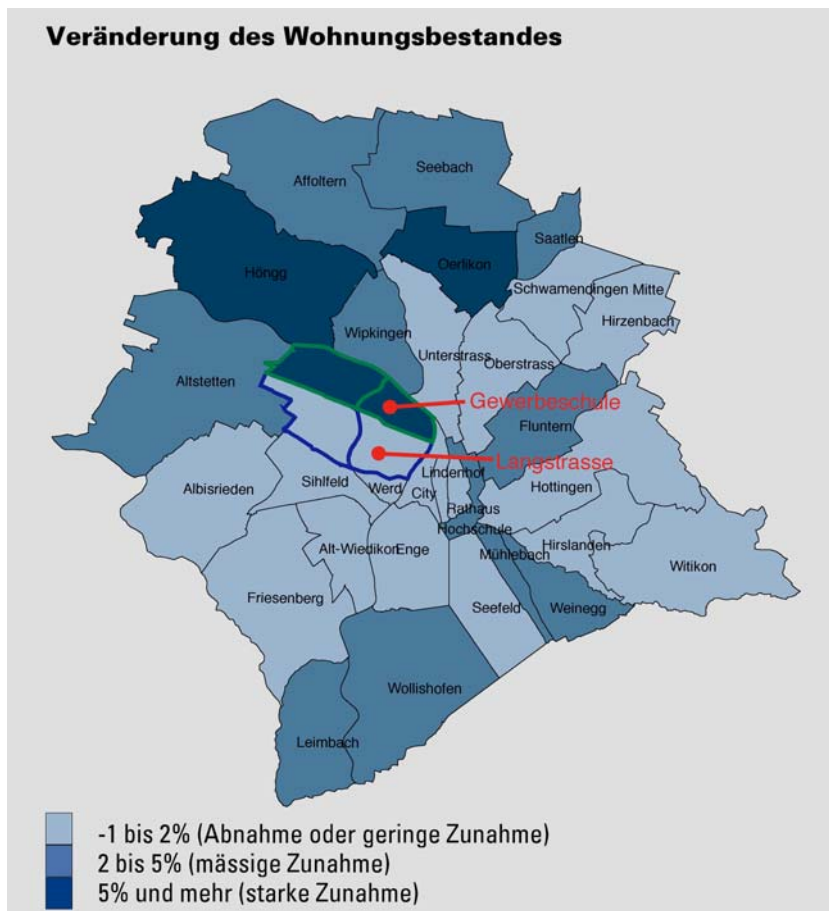 Veränderung des Wohnungsbestandes
Seebach
Affoltern
Saatlen
Oerlikon
Höngg
Schwamendingen Mitte
Hirzenbach
Wipkingen
Unterstrass
Oberstrass
Altstetten
Gewerbeschule
Fluntern
Langstrasse
Lindenhof
Sihlfeld
Hottingen
Albisrieden
Werd
City
Rathaus
Hochschule
Hirslanden
Alt-Wiedikon
Enge
Mühlebach
Witikon
Friesenberg
Seefeld
Weinegg
Wollishofen
Leimbach
-1 bis 2% (Abnahme oder geringe Zunahme)
2 bis 5% (mässige Zunahme)
5% und mehr (starke Zunahme)